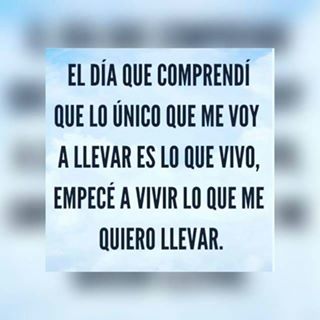 EL DÍA QUE COMPRENDÍ
QUE LO ÚNICO QUE ME VOY
A LLEVAR ES LO QUE VIVO,
EMPECÉ A VIVIR LO QUE ME
QUIERO LLEVAR.